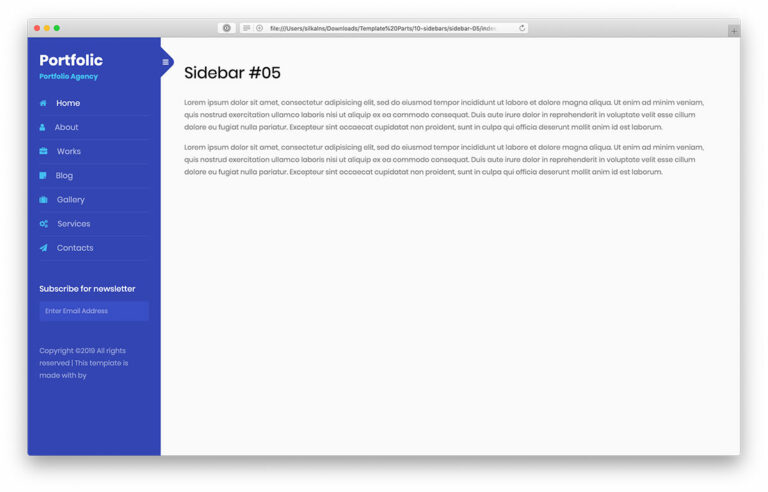 file:///Users/silkalns/Downloads/Template%20Parts/10-sidebars/sidebar-05/index
Portfolic
Portfolio Agency
Home
About
Works
Blog
Gallery
Services
Contacts
Subscribe for newsletter
Enter Email Address
Copyright ©2019 All rights
reserved | This template is
made with by
Sidebar #05
Lorem ipsum dolor sit amet, consectetur adipisicing elit, sed do eiusmod tempor incididunt ut labore et dolore magna aliqua. Ut enim ad minim veniam,
quis nostrud exercitation ullamco laboris nisi ut aliquip ex ea commodo consequat. Duis aute irure dolor in reprehenderit in voluptate velit esse cillum
dolore eu fugiat nulla pariatur. Excepteur sint occaecat cupidatat non proident, sunt in culpa qui officia deserunt mollit anim id est laborum.
Lorem ipsum dolor sit amet, consectetur adipisicing elit, sed do eiusmod tempor incididunt ut labore et dolore magna aliqua. Ut enim ad minim veniam,
quis nostrud exercitation ullamco laboris nisi ut aliquip ex ea commodo consequat. Duis aute irure dolor in reprehenderit in voluptate velit esse cillum
dolore eu fugiat nulla pariatur. Excepteur sint occaecat cupidatat non proident, sunt in culpa qui officia deserunt mollit anim id est laborum.